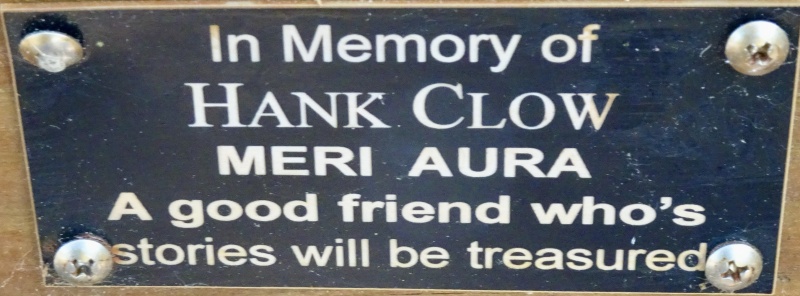 In Memory of
HANK CLOW
MERI AURA
A good friend who's
stories will be treasured